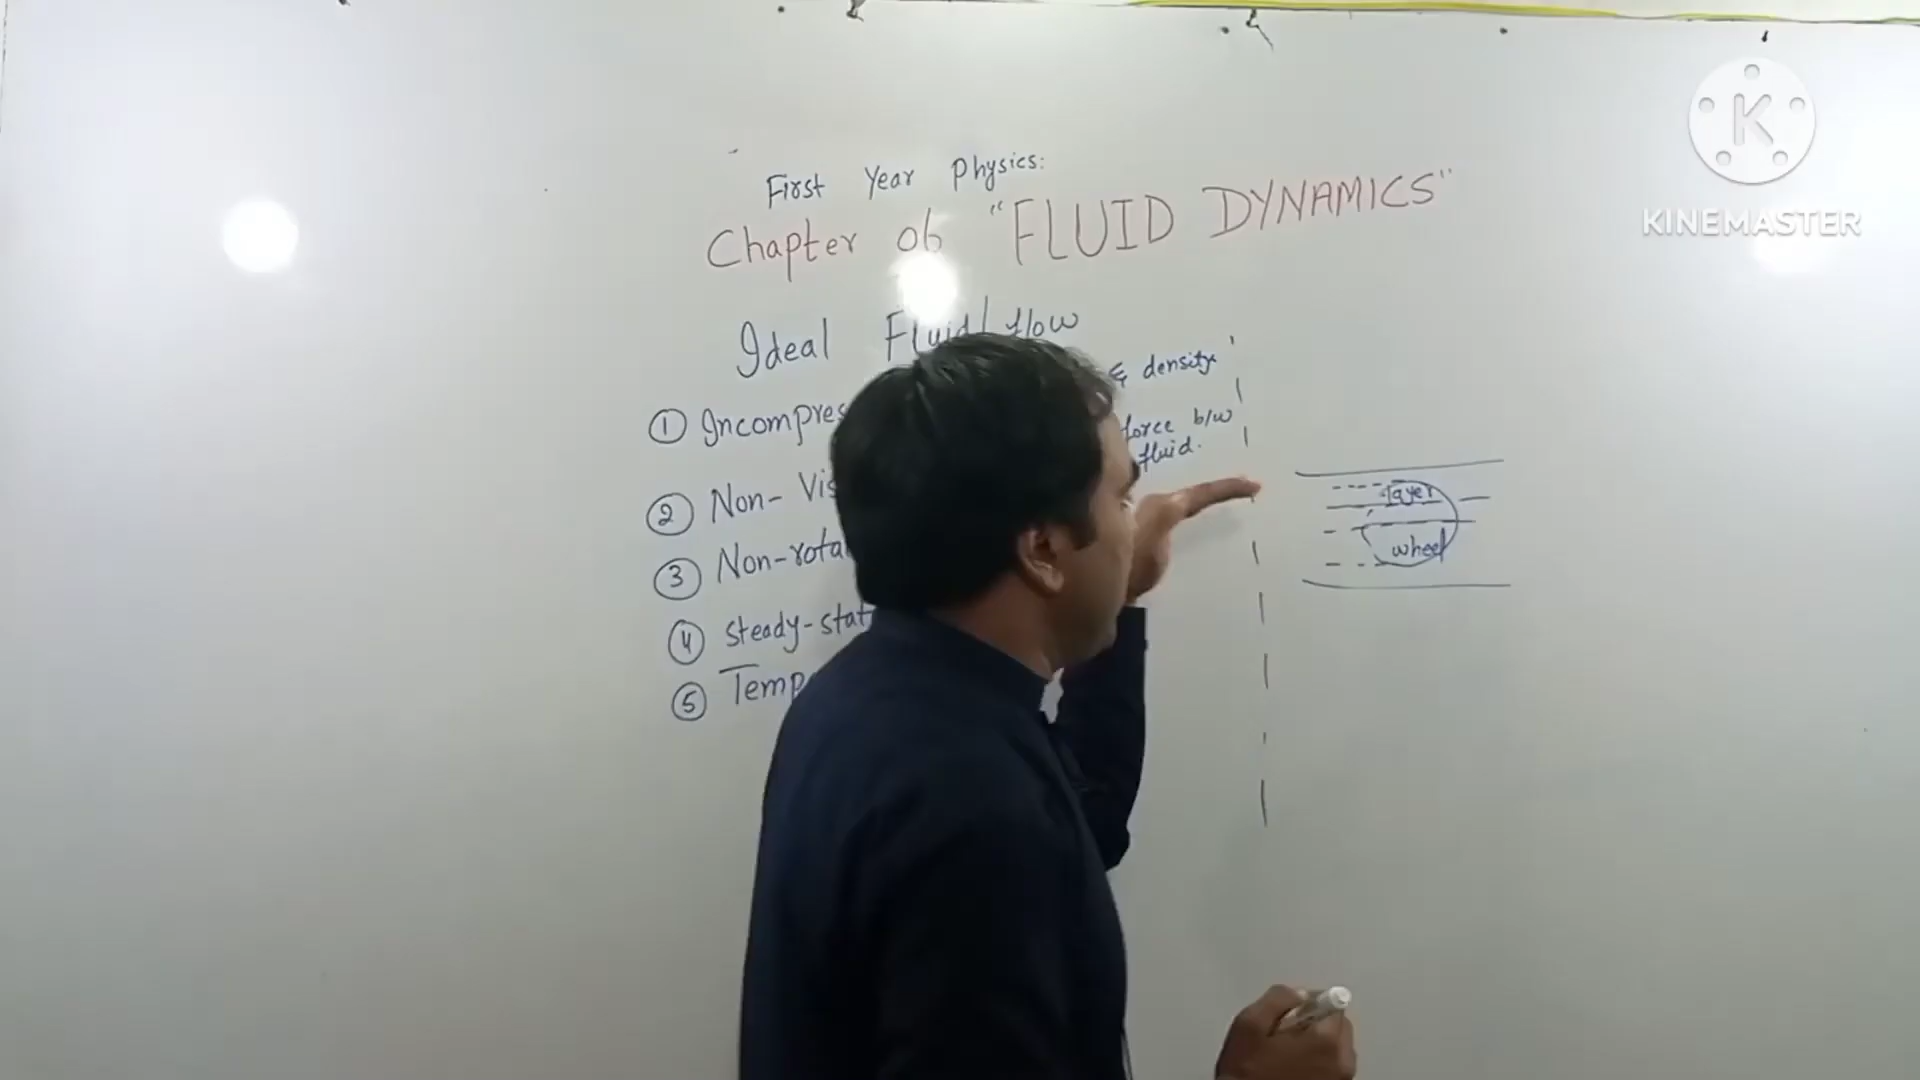 First Year Physics:
Chapter 06 "FLUID DYNAMICS"
Ideal Fluid/flow
& density
① Incompres
force b/w
fluid.
② Non-Vis
③ Non-rota
④ Steady-stat
⑤ Temp
layer
wheel
K
KINEMASTER